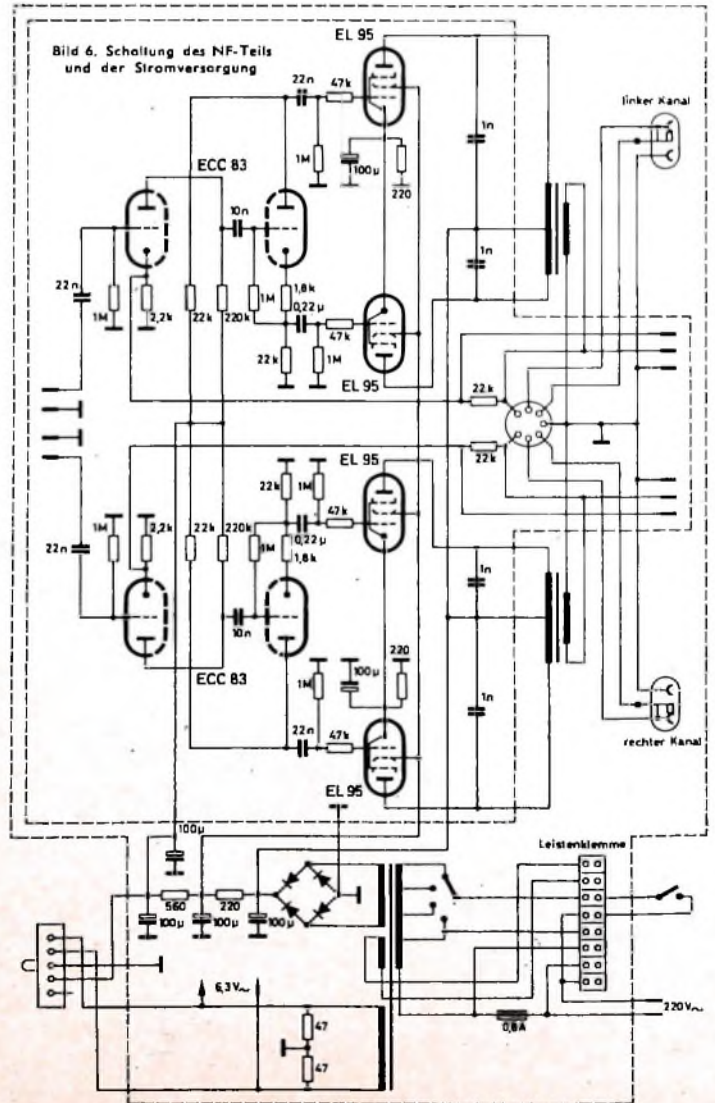 Bild 6. Schaltung des NF-Teils
und der Stromversorgung
EL 95
22n
47k
1n
linker Kanal
1M
100µ
220
ECC 83
10n
22n
1M
2,2k
22k
220k
1M
1,8k
0,22µ
47k
22k
1M
1n
EL 95
22k
EL 95
22k
22k
1M
47k
0,22µ
1M
2,2k
22k
220k
1M
1,8k
22n
10n
1n
ECC 83
1M
100µ
220
22n
47k
1n
rechter Kanal
EL 95
100µ
Leistenklemme
560
220
100µ
100µ
100µ
6,3V~
220V~
0,8A
47
47